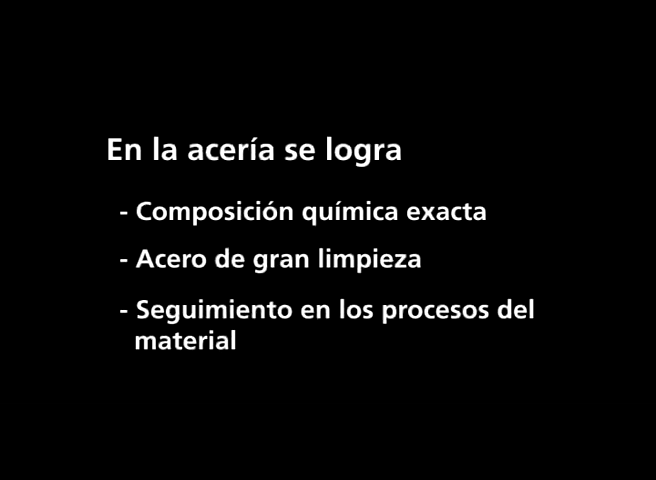 En la acería se logra
- Composición química exacta
- Acero de gran limpieza
- Seguimiento en los procesos del
material